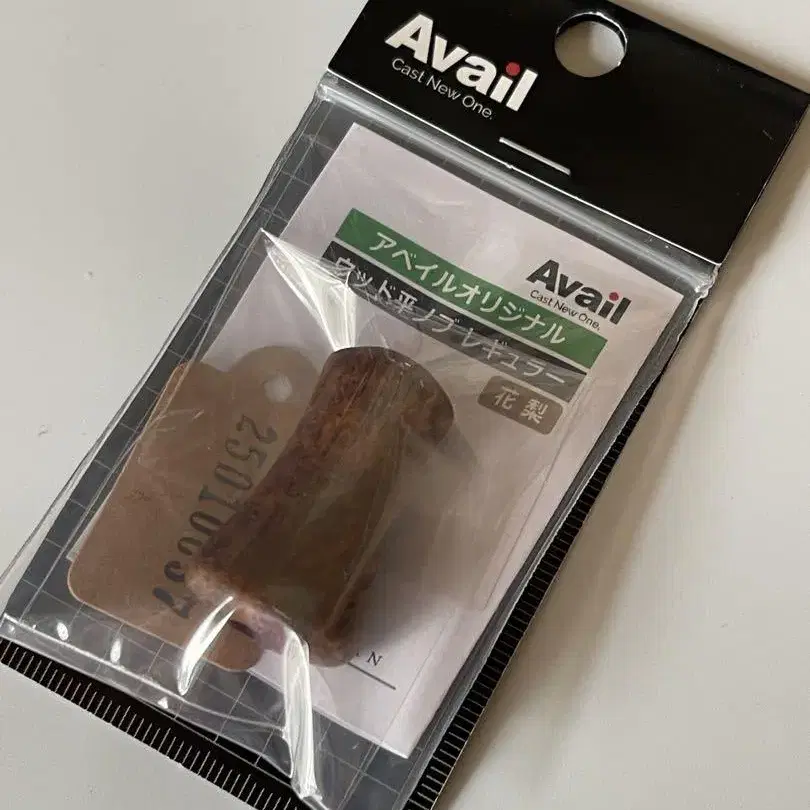 Avail
Cast New One.
アベイルオリジナル
Avail
Cast New One.
ウッド平ノブ レギュラー
花梨
25010637